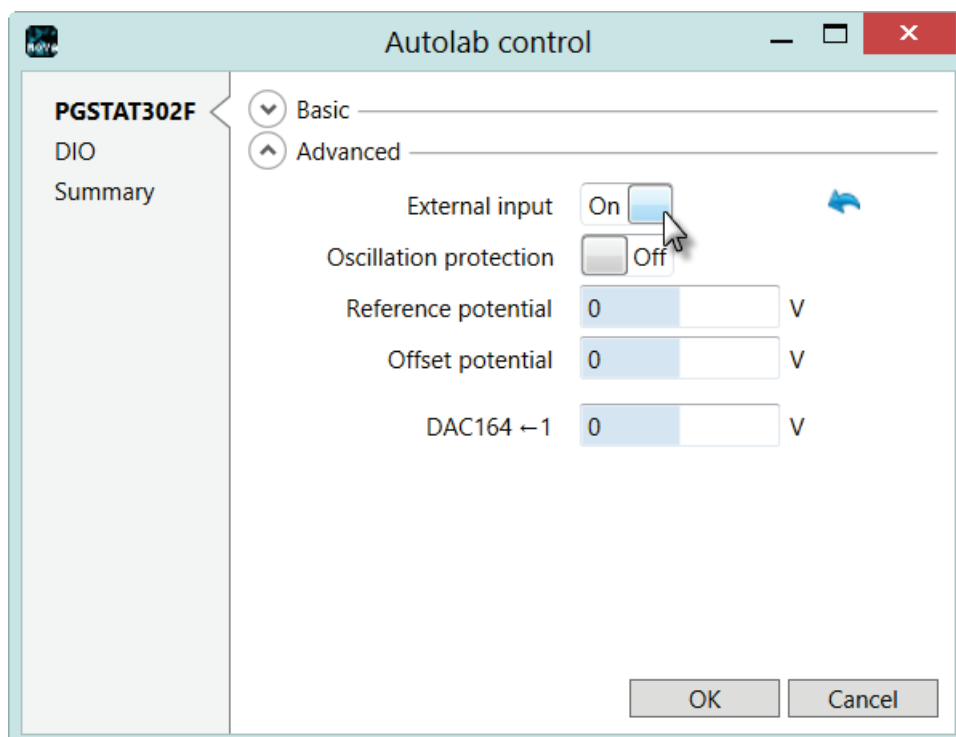 nove
Autolab control
PGSTAT302F
DIO
Summary
Basic
Advanced
External input On
Oscillation protection Off
Reference potential 0 V
Offset potential 0 V
DAC164 ←1 0 V
OK Cancel